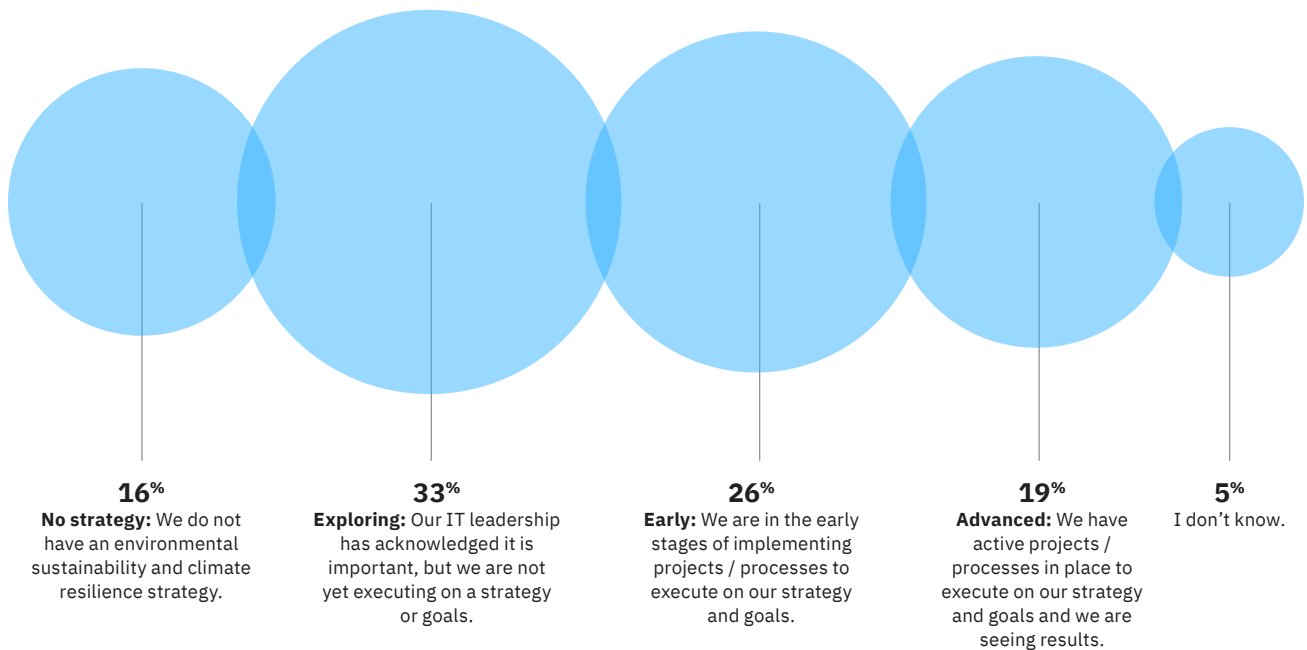 16%
No strategy: We do not
have an environmental
sustainability and climate
resilience strategy.
33%
Exploring: Our IT leadership
has acknowledged it is
important, but we are not
yet executing on a strategy
or goals.
26%
Early: We are in the early
stages of implementing
projects / processes to
execute on our strategy
and goals.
19%
Advanced: We have
active projects /
processes in place to
execute on our strategy
and goals and we are
seeing results.
5%
I don’t know.